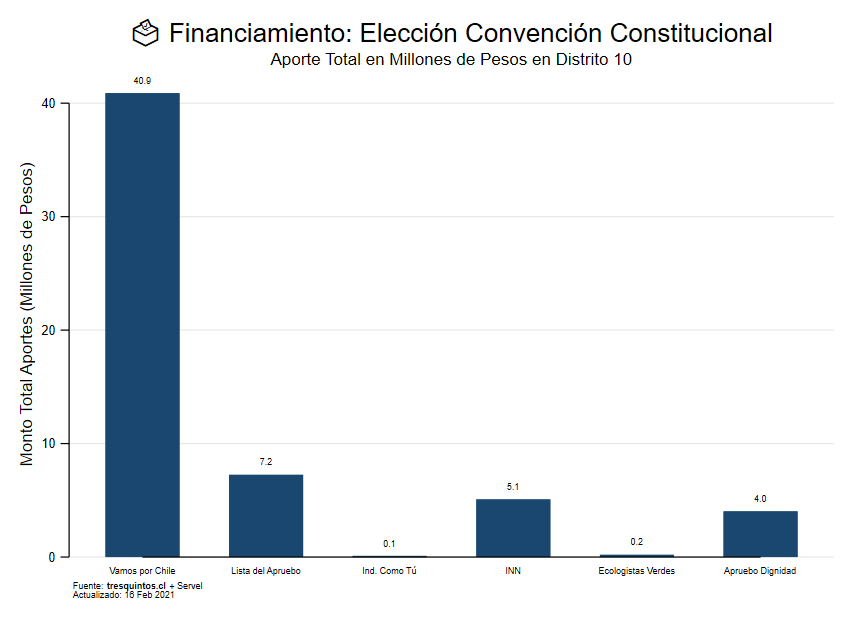 Financiamiento: Elección Convención Constitucional
Aporte Total en Millones de Pesos en Distrito 10
Monto Total Aportes (Millones de Pesos)
40
30
20
10
0
40.9
7.2
0.1
5.1
0.2
4.0
Vamos por Chile
Lista del Apruebo
Ind. Como Tú
INN
Ecologistas Verdes
Apruebo Dignidad
Fuente: tresquintos.cl + Servel
Actualizado: 16 Feb 2021